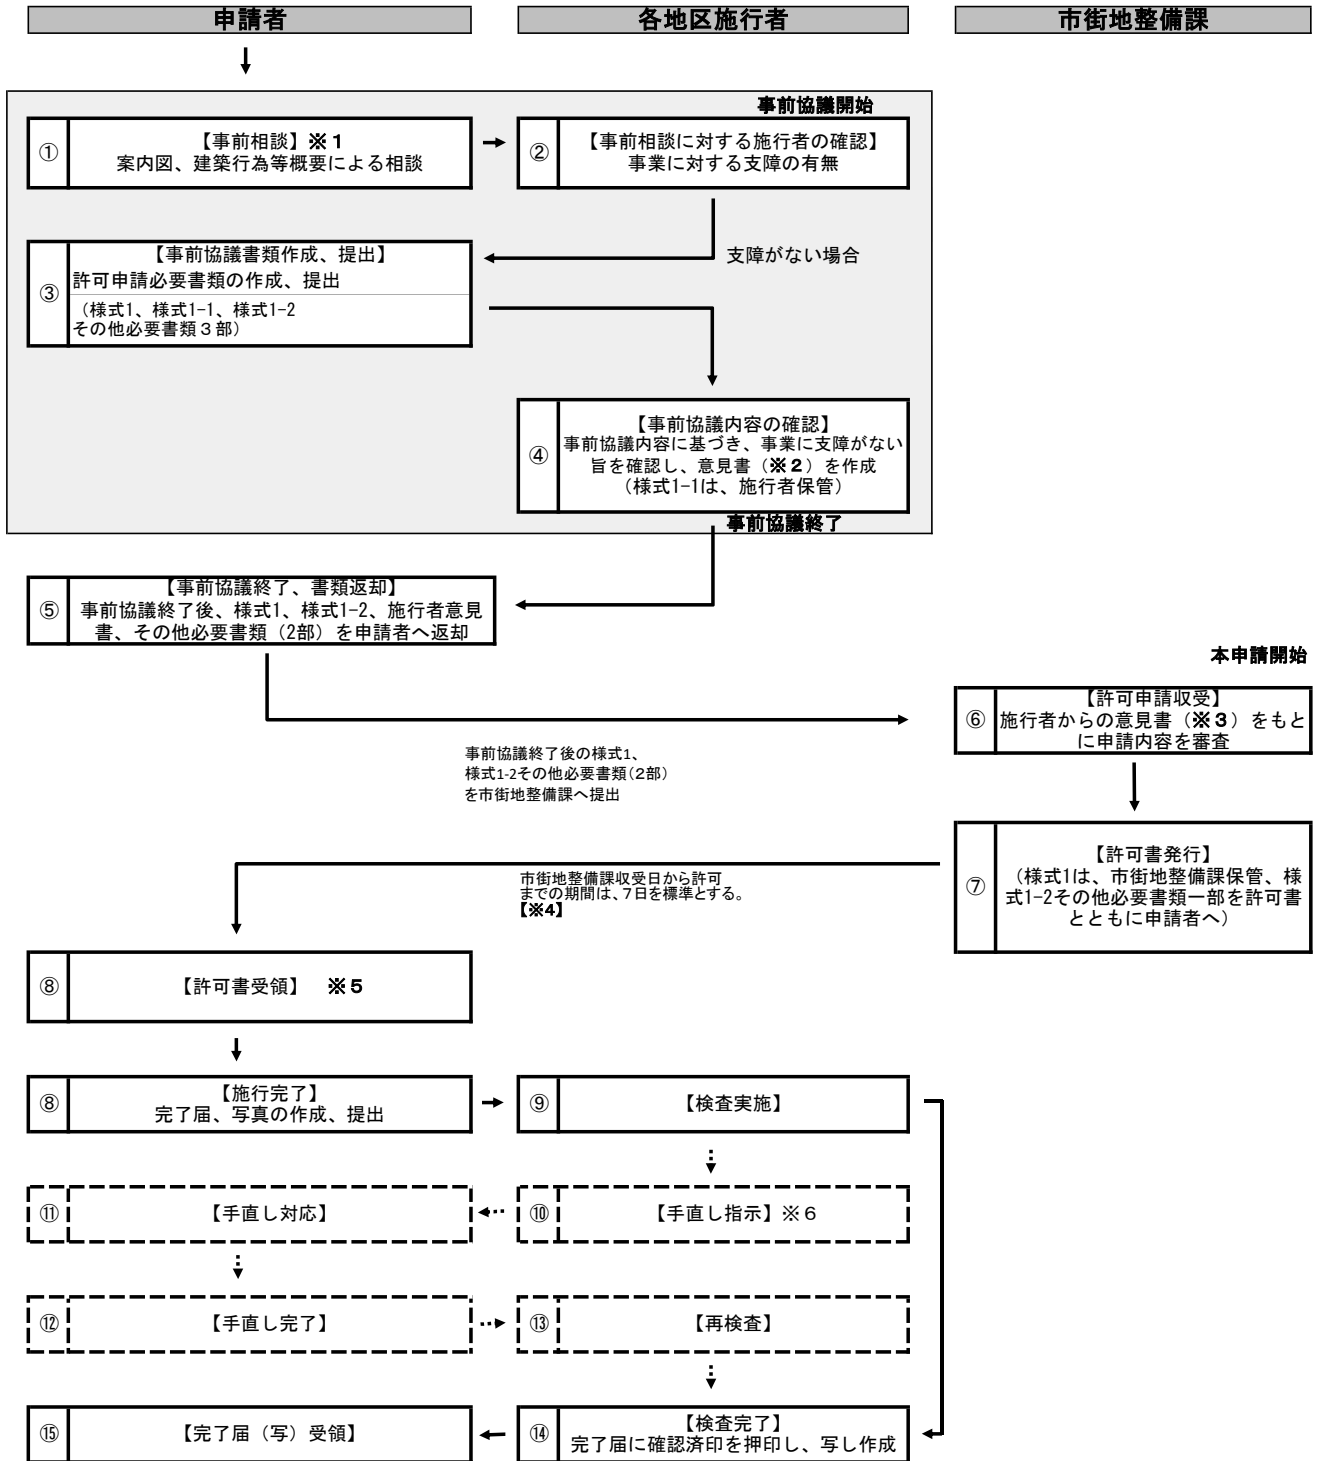 申請者
各地区施行者
市街地整備課
事前協議開始
①
【事前相談】※１
案内図、建築行為等概要による相談
②
【事前相談に対する施行者の確認】
事業に対する支障の有無
支障がない場合
③
【事前協議書類作成、提出】
許可申請必要書類の作成、提出
（様式1、様式1-1、様式1-2
その他必要書類３部）
④
【事前協議内容の確認】
事前協議内容に基づき、事業に支障がない
旨を確認し、意見書（※２）を作成
（様式1-1は、施行者保管）
事前協議終了
⑤
【事前協議終了、書類返却】
事前協議終了後、様式1、様式1-2、施行者意見
書、その他必要書類（2部）を申請者へ返却
本申請開始
⑥
【許可申請収受】
施行者からの意見書（※３）をもと
に申請内容を審査
事前協議終了後の様式1、
様式1-2その他必要書類（２部）
を市街地整備課へ提出
⑦
【許可書発行】
（様式1は、市街地整備課保管、様
式1-2その他必要書類一部を許可書
とともに申請者へ）
市街地整備課収受日から許可
までの期間は、７日を標準とする。
【※4】
⑧
【許可書受領】 ※５
⑧
【施行完了】
完了届、写真の作成、提出
⑨
【検査実施】
⑪
【手直し対応】
⑩
【手直し指示】※６
⑫
【手直し完了】
⑬
【再検査】
⑮
【完了届（写）受領】
⑭
【検査完了】
完了届に確認済印を押印し、写し作成